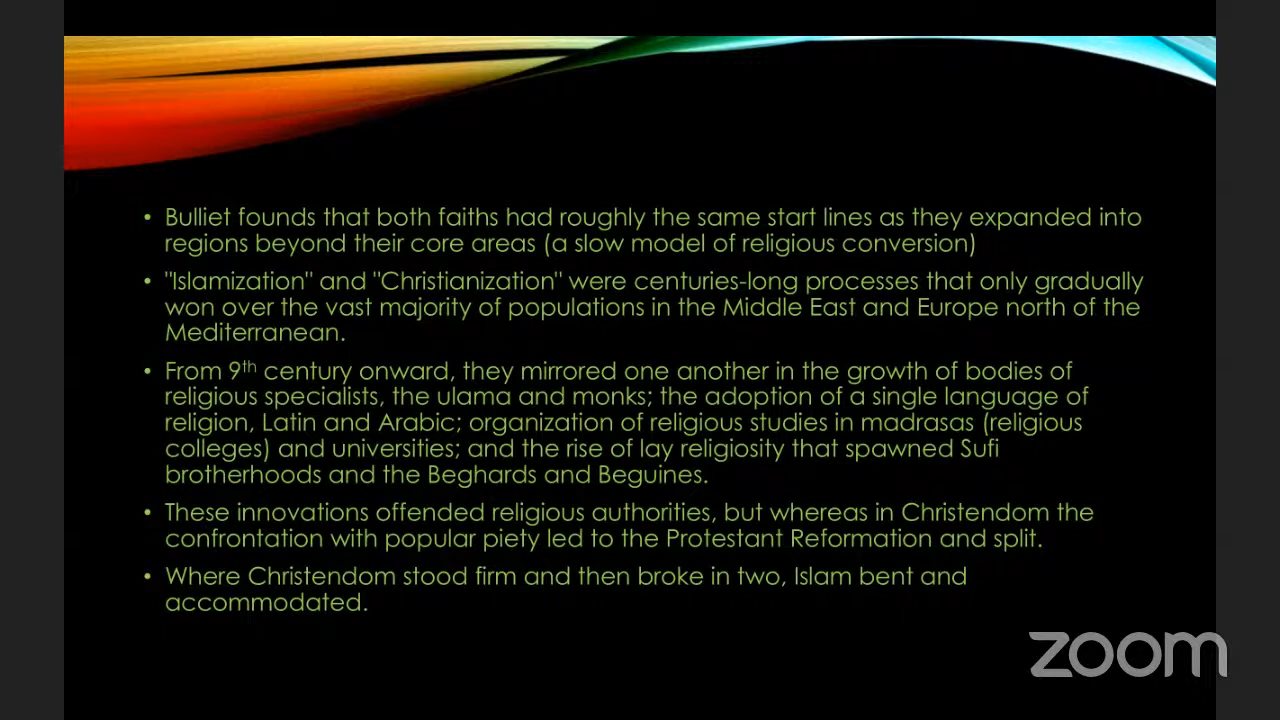 • Bulliet founds that both faiths had roughly the same start lines as they expanded into
regions beyond their core areas (a slow model of religious conversion)
• "Islamization" and "Christianization" were centuries-long processes that only gradually
won over the vast majority of populations in the Middle East and Europe north of the
Mediterranean.
• From 9th century onward, they mirrored one another in the growth of bodies of
religious specialists, the ulama and monks; the adoption of a single language of
religion, Latin and Arabic; organization of religious studies in madrasas (religious
colleges) and universities; and the rise of lay religiosity that spawned Sufi
brotherhoods and the Beghards and Beguines.
• These innovations offended religious authorities, but whereas in Christendom the
confrontation with popular piety led to the Protestant Reformation and split.
• Where Christendom stood firm and then broke in two, Islam bent and
accommodated.
zoom